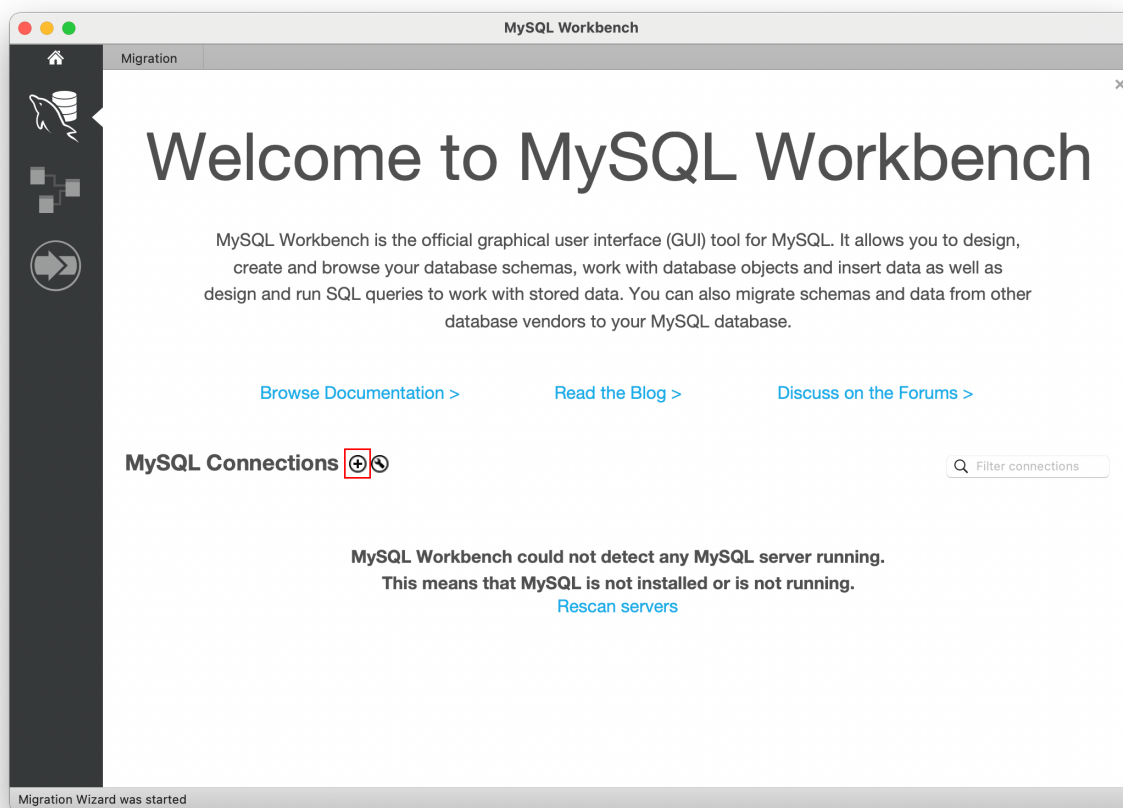 MySQL Workbench
Migration
Welcome to MySQL Workbench
MySQL Workbench is the official graphical user interface (GUI) tool for MySQL. It allows you to design,
create and browse your database schemas, work with database objects and insert data as well as
design and run SQL queries to work with stored data. You can also migrate schemas and data from other
database vendors to your MySQL database.
Browse Documentation >
Read the Blog >
Discuss on the Forums >
MySQL Connections
Filter connections
MySQL Workbench could not detect any MySQL server running.
This means that MySQL is not installed or is not running.
Rescan servers
Migration Wizard was started